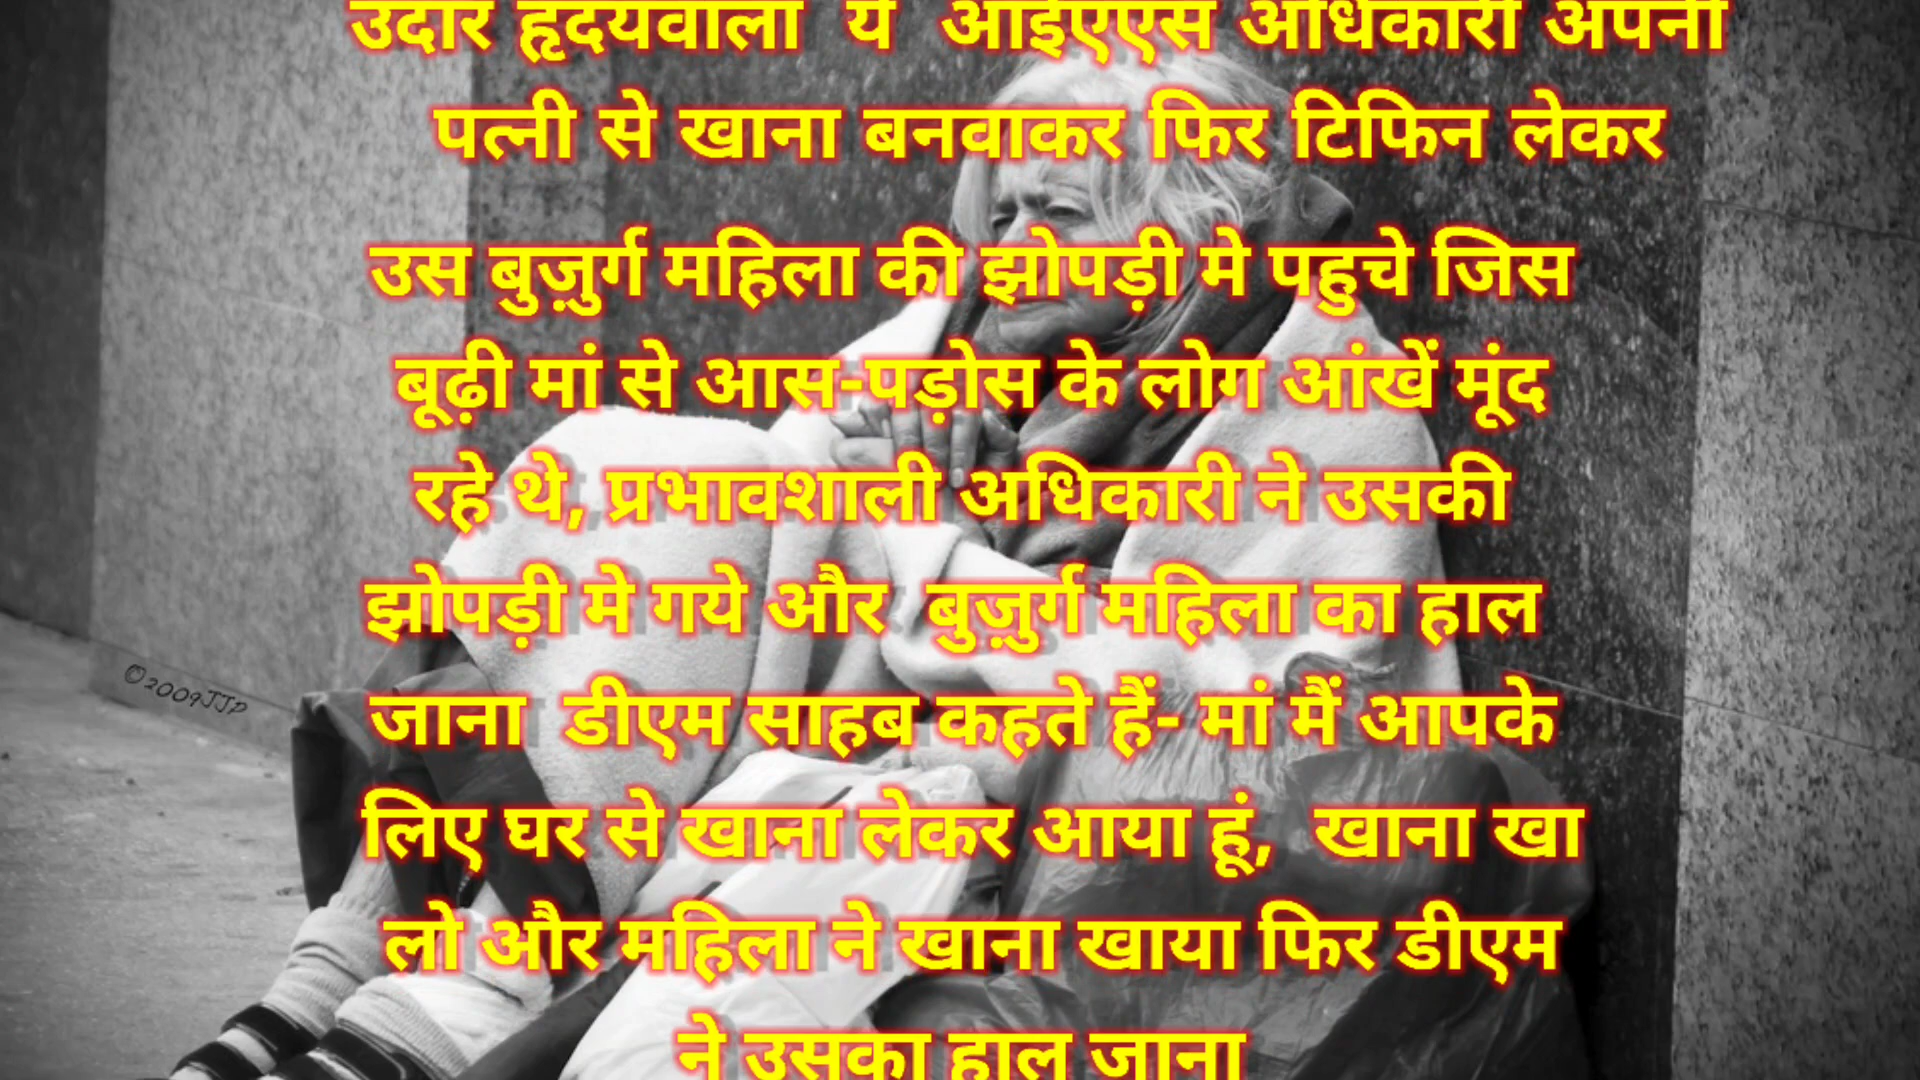 उदार हृदयवाला ये आईएएस अधिकारी अपनी
पत्नी से खाना बनवाकर फिर टिफिन लेकर
उस बुज़ुर्ग महिला की झोपड़ी मे पहुचे जिस
बूढ़ी मां से आस-पड़ोस के लोग आंखें मूंद
रहे थे, प्रभावशाली अधिकारी ने उसकी
झोपड़ी मे गये और बुज़ुर्ग महिला का हाल
©2009JJP
जाना डीएम साहब कहते हैं- मां मैं आपके
लिए घर से खाना लेकर आया हूं, खाना खा
लो और महिला ने खाना खाया फिर डीएम
ने उसका हाल जाना